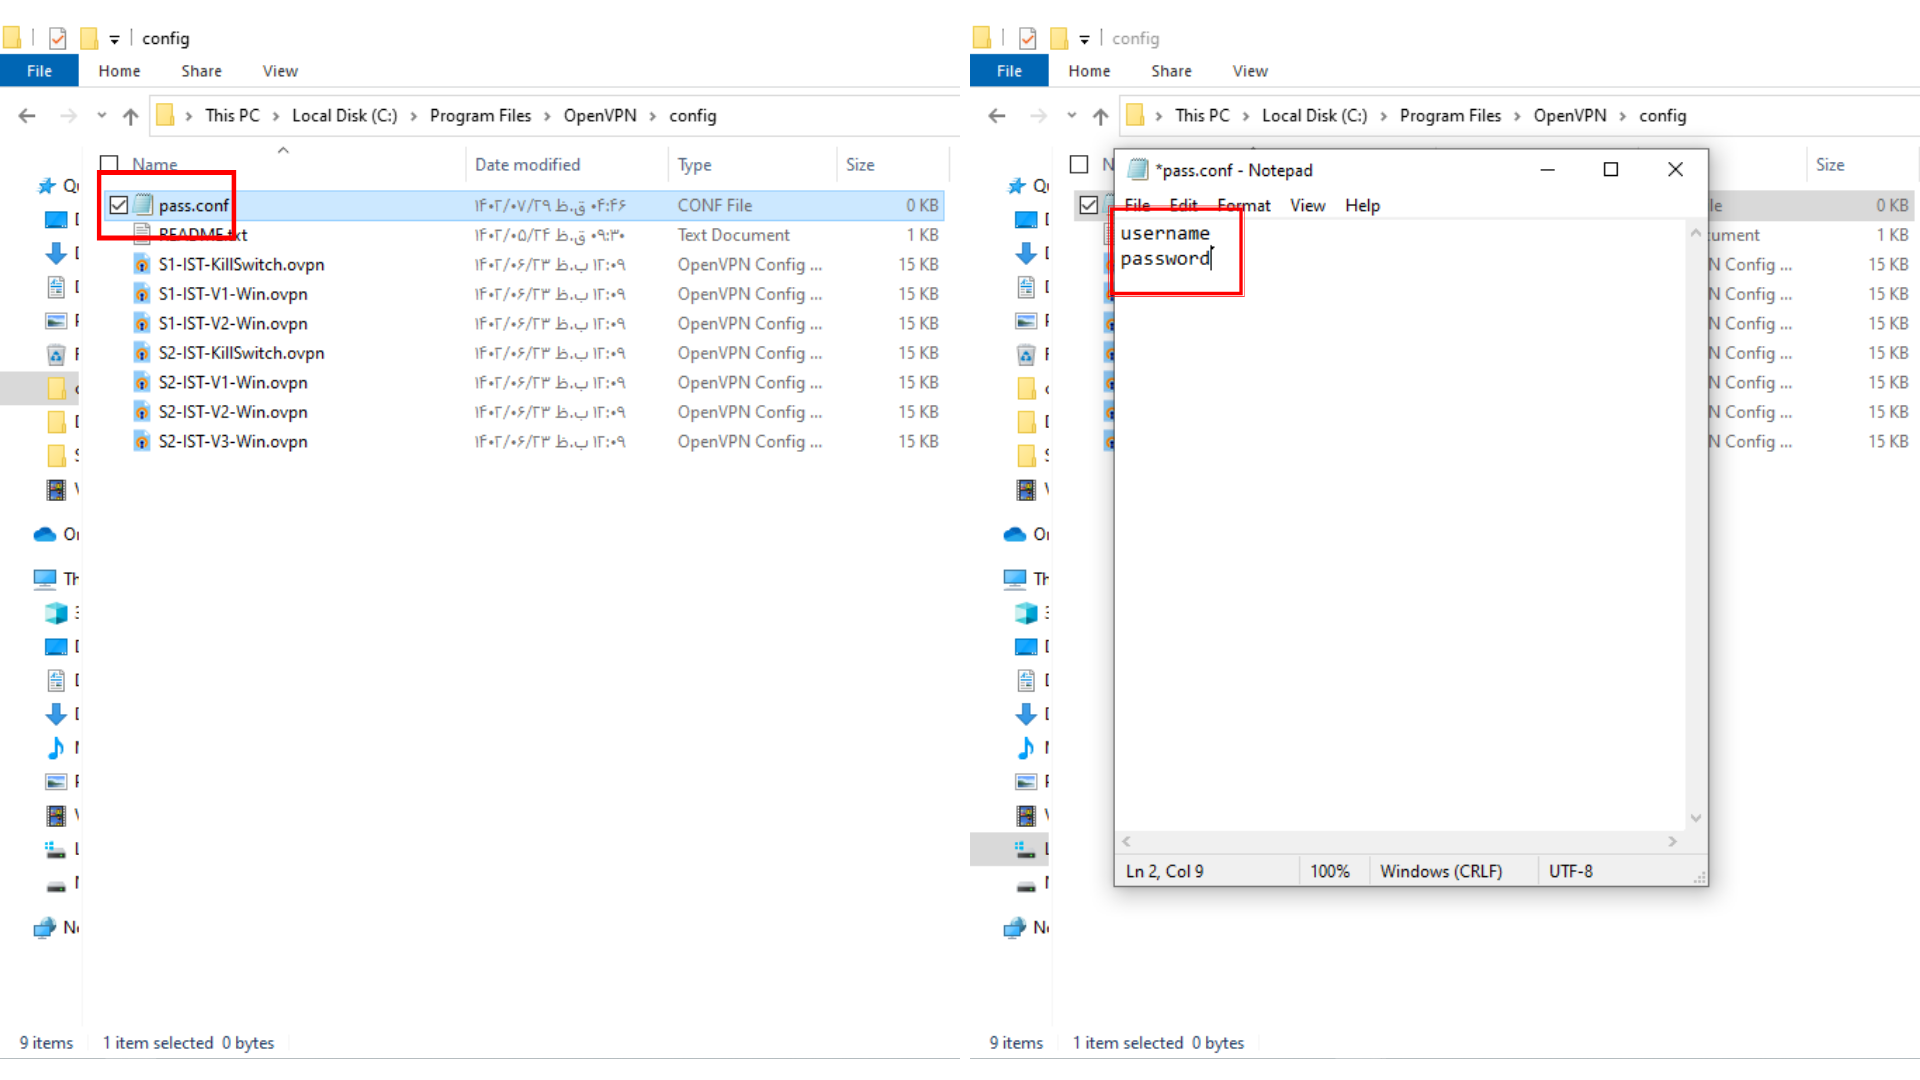 config
File Home Share View
This PC > Local Disk (C:) > Program Files > OpenVPN > config
Name Date modified Type Size
pass.conf ۱۴۰۲/۰۷/۲۹ ق.ظ ۰۴:۴۶ CONF File 0 KB
README.txt ۱۴۰۲/۰۵/۲۴ ق.ظ ۰۹:۳۰ Text Document 1 KB
S1-IST-KillSwitch.ovpn ۱۴۰۲/۰۶/۲۳ ب.ظ ۱۲:۰۹ OpenVPN Config ... 15 KB
S1-IST-V1-Win.ovpn ۱۴۰۲/۰۶/۲۳ ب.ظ ۱۲:۰۹ OpenVPN Config ... 15 KB
S1-IST-V2-Win.ovpn ۱۴۰۲/۰۶/۲۳ ب.ظ ۱۲:۰۹ OpenVPN Config ... 15 KB
S2-IST-KillSwitch.ovpn ۱۴۰۲/۰۶/۲۳ ب.ظ ۱۲:۰۹ OpenVPN Config ... 15 KB
S2-IST-V1-Win.ovpn ۱۴۰۲/۰۶/۲۳ ب.ظ ۱۲:۰۹ OpenVPN Config ... 15 KB
S2-IST-V2-Win.ovpn ۱۴۰۲/۰۶/۲۳ ب.ظ ۱۲:۰۹ OpenVPN Config ... 15 KB
S2-IST-V3-Win.ovpn ۱۴۰۲/۰۶/۲۳ ب.ظ ۱۲:۰۹ OpenVPN Config ... 15 KB
9 items 1 item selected 0 bytes
config
File Home Share View
This PC > Local Disk (C:) > Program Files > OpenVPN > config
Size
*pass.conf - Notepad
File Edit Format View Help
username
password
0 KB
1 KB
Config ... 15 KB
Config ... 15 KB
Config ... 15 KB
Config ... 15 KB
Config ... 15 KB
Config ... 15 KB
Config ... 15 KB
Ln 2, Col 9 100% Windows (CRLF) UTF-8
9 items 1 item selected 0 bytes